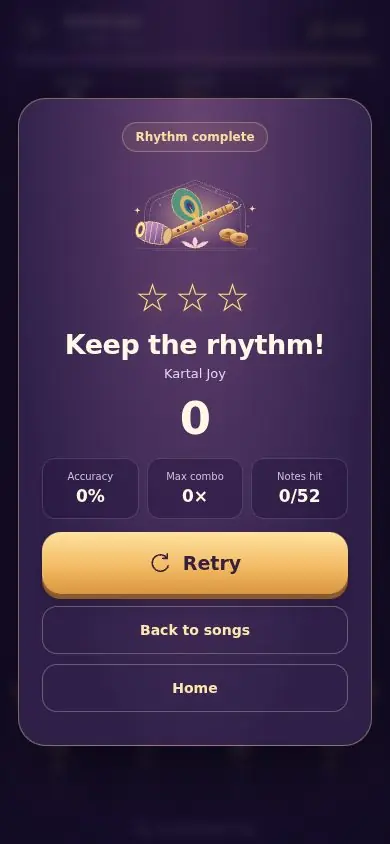 Rhythm complete
Keep the rhythm!
Kartal Joy
0
Accuracy
0%
Max combo
0×
Notes hit
0/52
Retry
Back to songs
Home